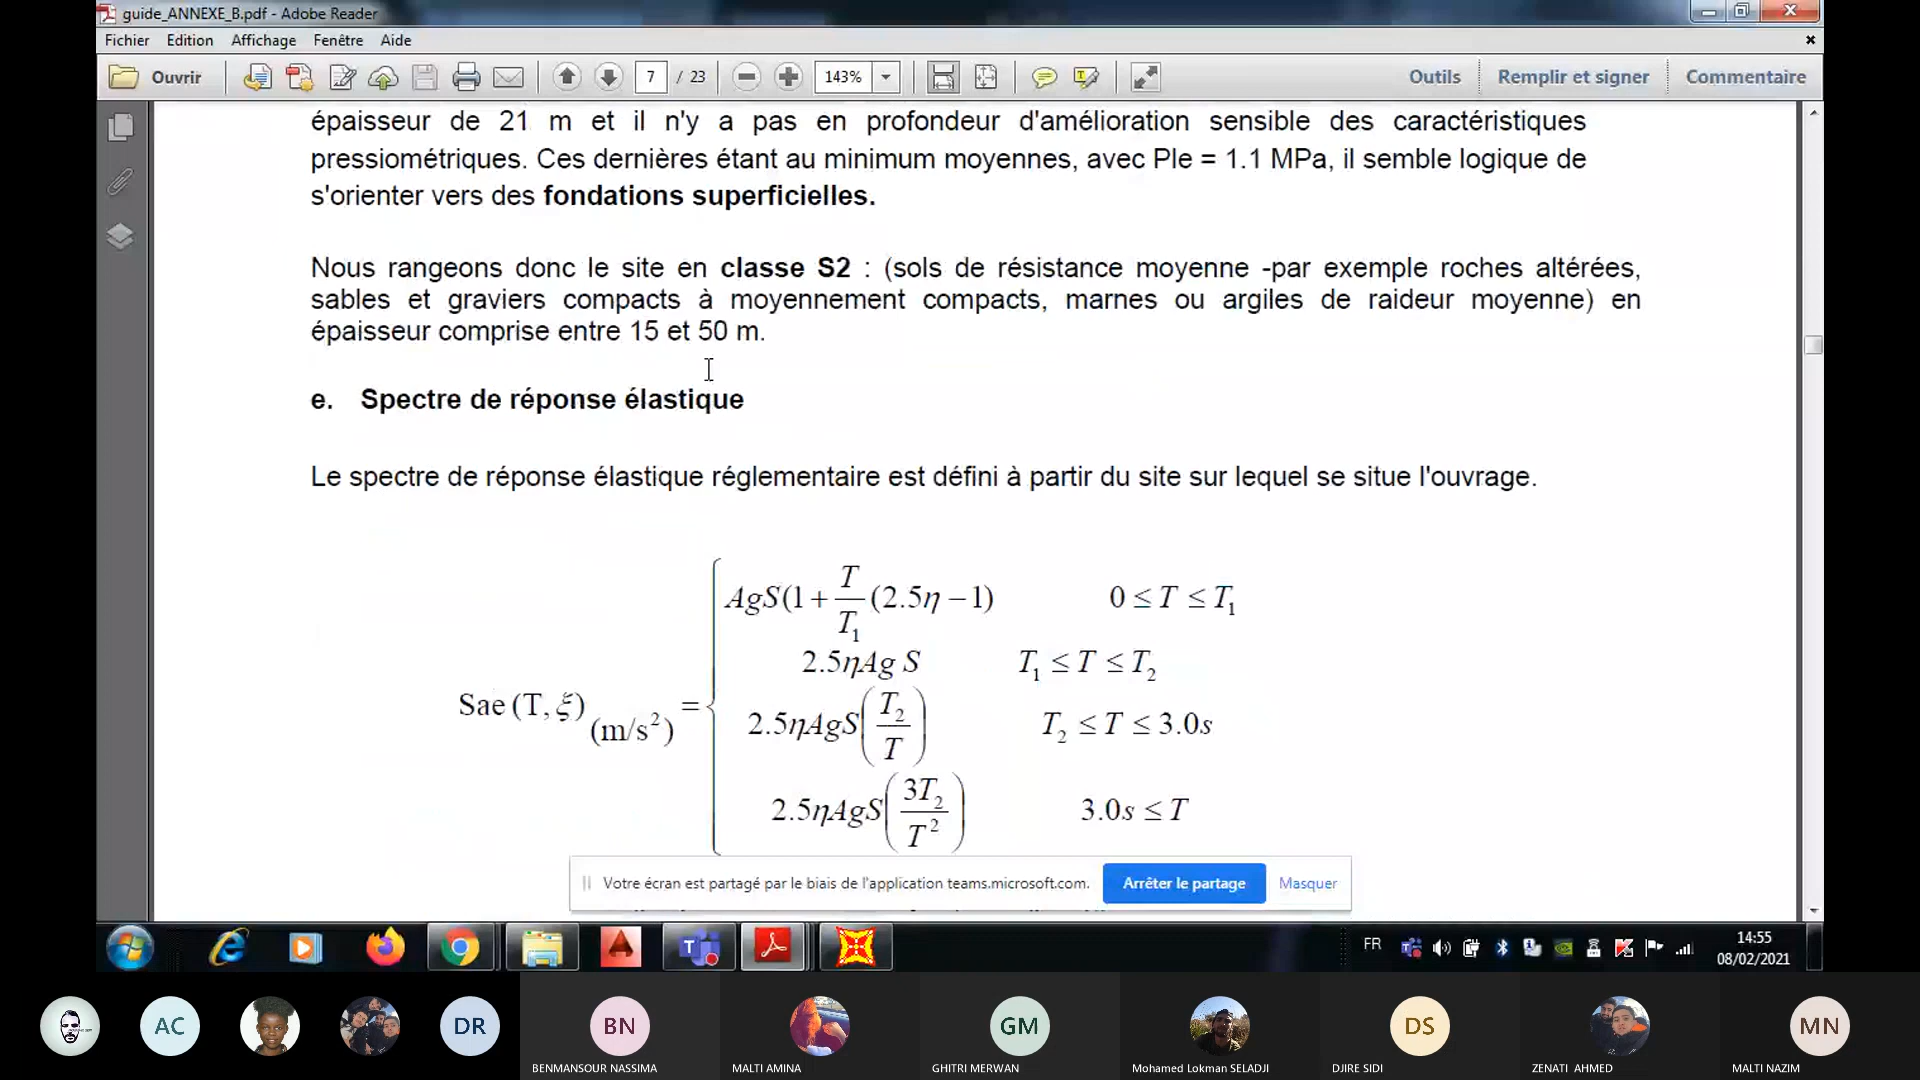 guide_ANNEXE_B.pdf - Adobe Reader
Fichier Edition Affichage Fenêtre Aide
Ouvrir 7 / 23 143% Outils Remplir et signer Commentaire
épaisseur de 21 m et il n'y a pas en profondeur d'amélioration sensible des caractéristiques
pressiométriques. Ces dernières étant au minimum moyennes, avec Ple = 1.1 MPa, il semble logique de
s'orienter vers des fondations superficielles.
Nous rangeons donc le site en classe S2 : (sols de résistance moyenne -par exemple roches altérées,
sables et graviers compacts à moyennement compacts, marnes ou argiles de raideur moyenne) en
épaisseur comprise entre 15 et 50 m.
e. Spectre de réponse élastique
Le spectre de réponse élastique réglementaire est défini à partir du site sur lequel se situe l'ouvrage.
Sae (T, ξ) (m/s²) = {
AgS(1 + T/T₁ (2.5η − 1) 0 ≤ T ≤ T₁
2.5ηAg S T₁ ≤ T ≤ T₂
2.5ηAgS(T₂/T) T₂ ≤ T ≤ 3.0s
2.5ηAgS(3T₂/T²) 3.0s ≤ T
Votre écran est partagé par le biais de l'application teams.microsoft.com. Arrêter le partage Masquer
FR 14:55
08/02/2021
AC DR BN GM DS MN
BENMANSOUR NASSIMA MALTI AMINA GHITRI MERWAN Mohamed Lokman SELADJI DJIRE SIDI ZENATI AHMED MALTI NAZIM